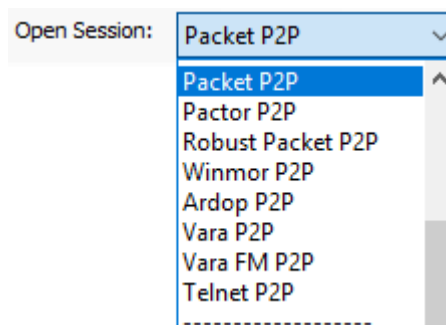 Open Session: Packet P2P
Packet P2P
Pactor P2P
Robust Packet P2P
Winmor P2P
Ardop P2P
Vara P2P
Vara FM P2P
Telnet P2P
-------------------